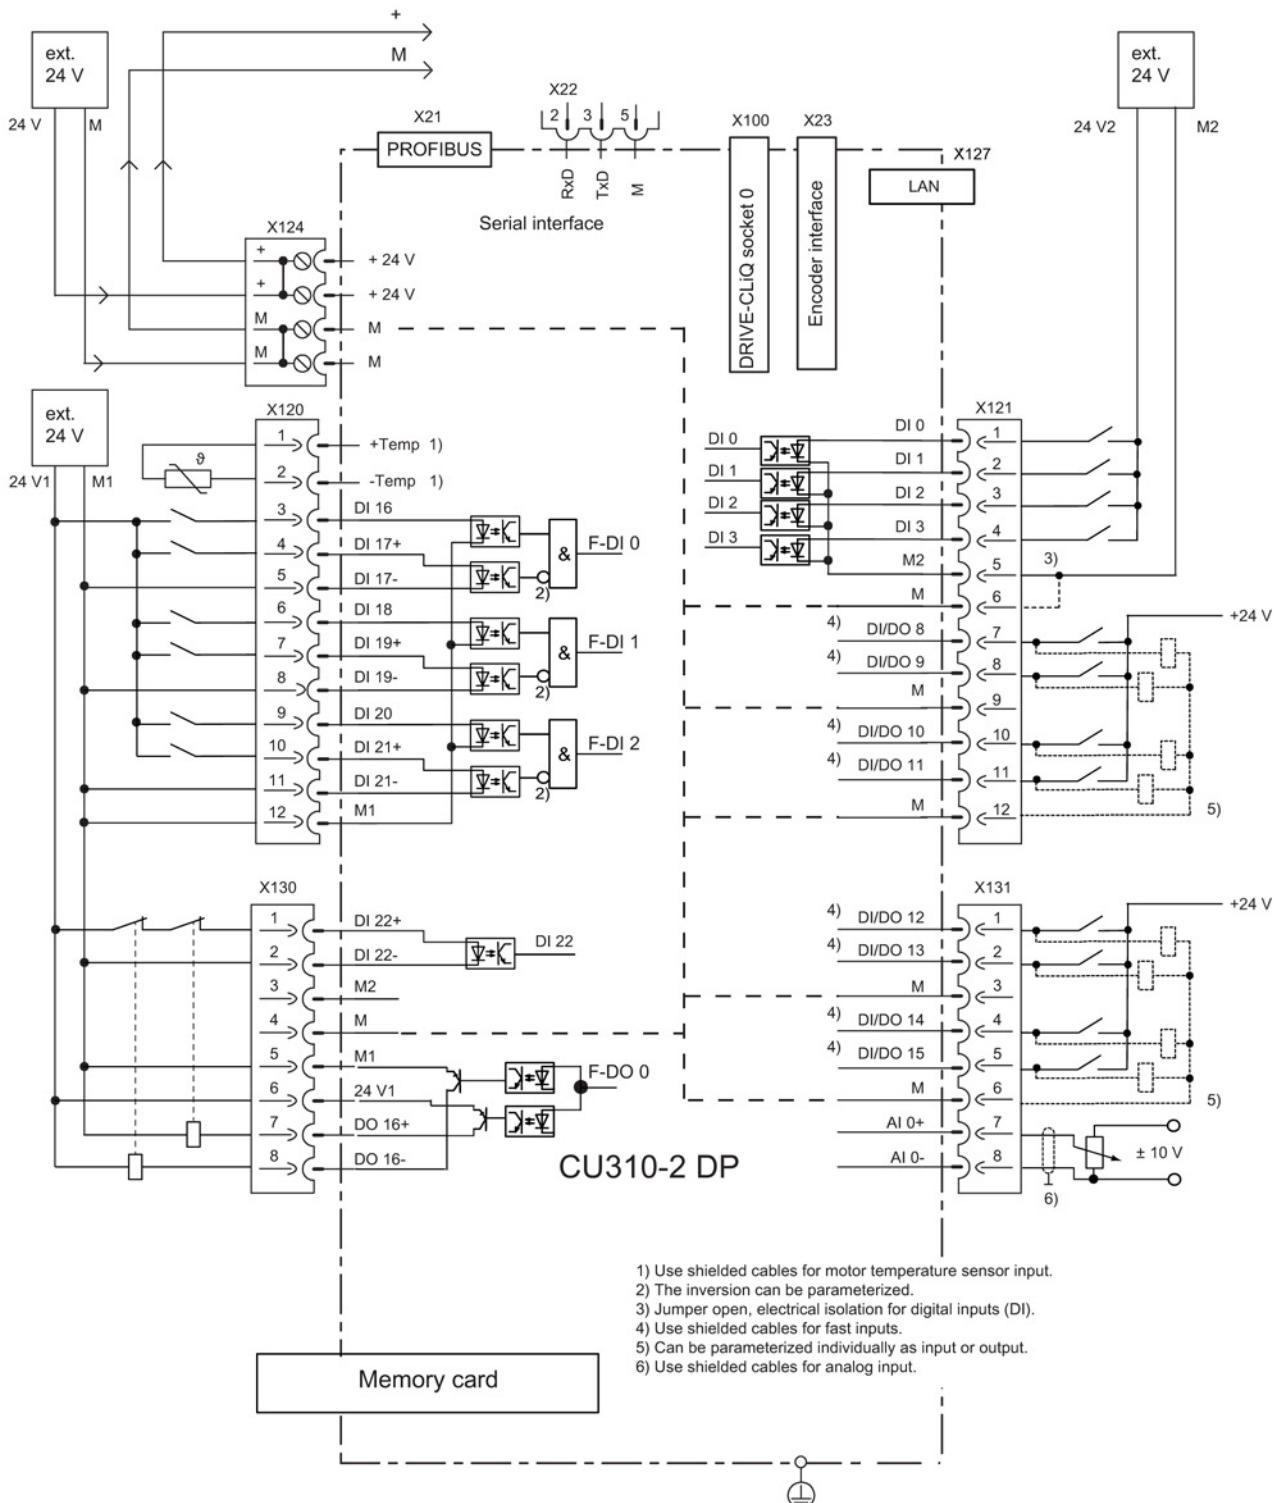 +
M
ext.
24 V
24 V
M
ext.
24 V
24 V2
M2
X21
PROFIBUS
X22
2 3 5
RxD
TxD
M
Serial interface
X100
DRIVE-CLiQ socket 0
X23
Encoder interface
X127
LAN
X124
+
+ 24 V
+
+ 24 V
M
M
M
M
ext.
24 V
24 V1
M1
X120
1
+Temp 1)
ϑ
2
-Temp 1)
3
DI 16
4
DI 17+
F-DI 0
&
5
DI 17-
2)
6
DI 18
7
DI 19+
F-DI 1
&
8
DI 19-
2)
9
DI 20
10
DI 21+
F-DI 2
&
11
DI 21-
2)
12
M1
X121
DI 0
DI 0
1
DI 1
DI 1
2
DI 2
DI 2
3
DI 3
DI 3
4
M2
5
3)
M
6
+24 V
4)
DI/DO 8
7
4)
DI/DO 9
8
M
9
4)
DI/DO 10
10
4)
DI/DO 11
11
M
12
5)
X130
1
DI 22+
2
DI 22-
DI 22
3
M2
4
M
5
M1
F-DO 0
6
24 V1
7
DO 16+
8
DO 16-
X131
+24 V
4)
DI/DO 12
1
4)
DI/DO 13
2
M
3
4)
DI/DO 14
4
4)
DI/DO 15
5
M
6
5)
AI 0+
7
± 10 V
AI 0-
8
6)
CU310-2 DP
1) Use shielded cables for motor temperature sensor input.
2) The inversion can be parameterized.
3) Jumper open, electrical isolation for digital inputs (DI).
4) Use shielded cables for fast inputs.
5) Can be parameterized individually as input or output.
6) Use shielded cables for analog input.
Memory card